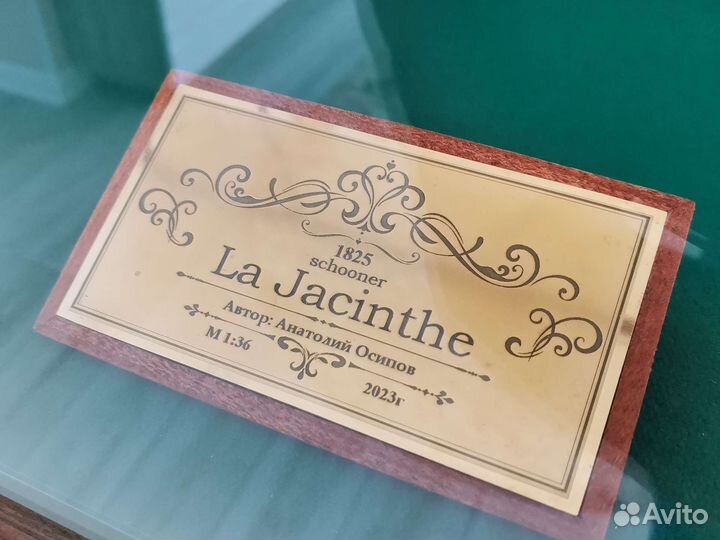 1825
schooner
La Jacinthe
Автор: Анатолий Осипов
М 1:36
2023г
Avito